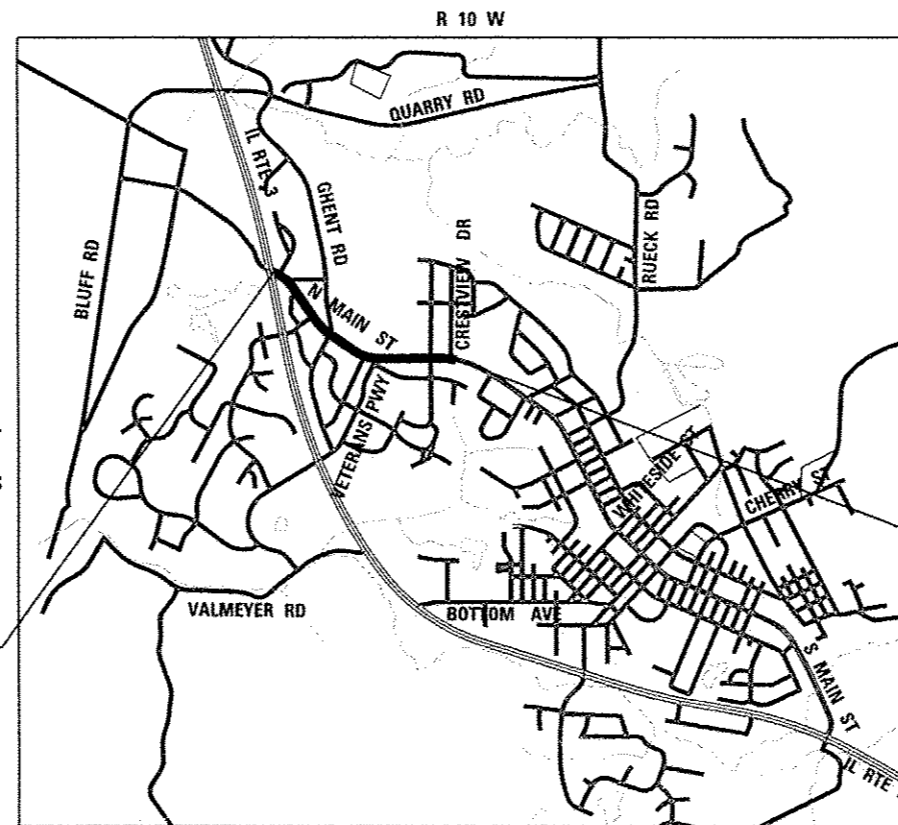 R 10 W
QUARRY RD
IL RTE 3
GHENT RD
CRESTVIEW DR
RUECK RD
BLUFF RD
N MAIN ST
VETERANS PWY
WHITESIDE ST
CHERRY ST
VALMEYER RD
BOTTOM AVE
S MAIN ST
IL RTE